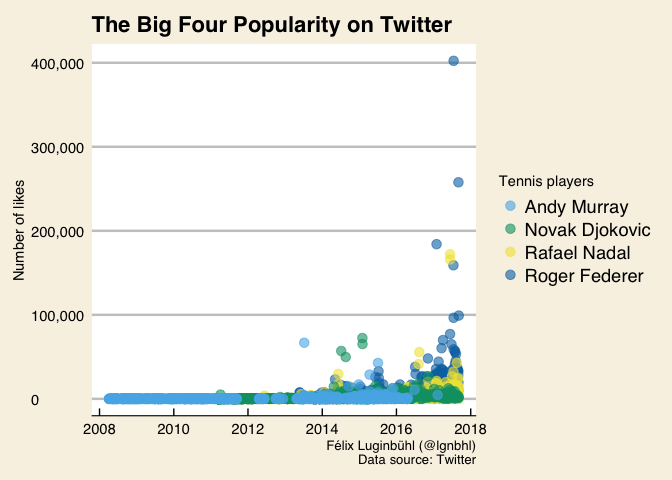 The Big Four Popularity on Twitter
Number of likes
400,000
300,000
200,000
100,000
0
2008 2010 2012 2014 2016 2018
Tennis players
Andy Murray
Novak Djokovic
Rafael Nadal
Roger Federer
Félix Luginbühl (@lgnbhl)
Data source: Twitter